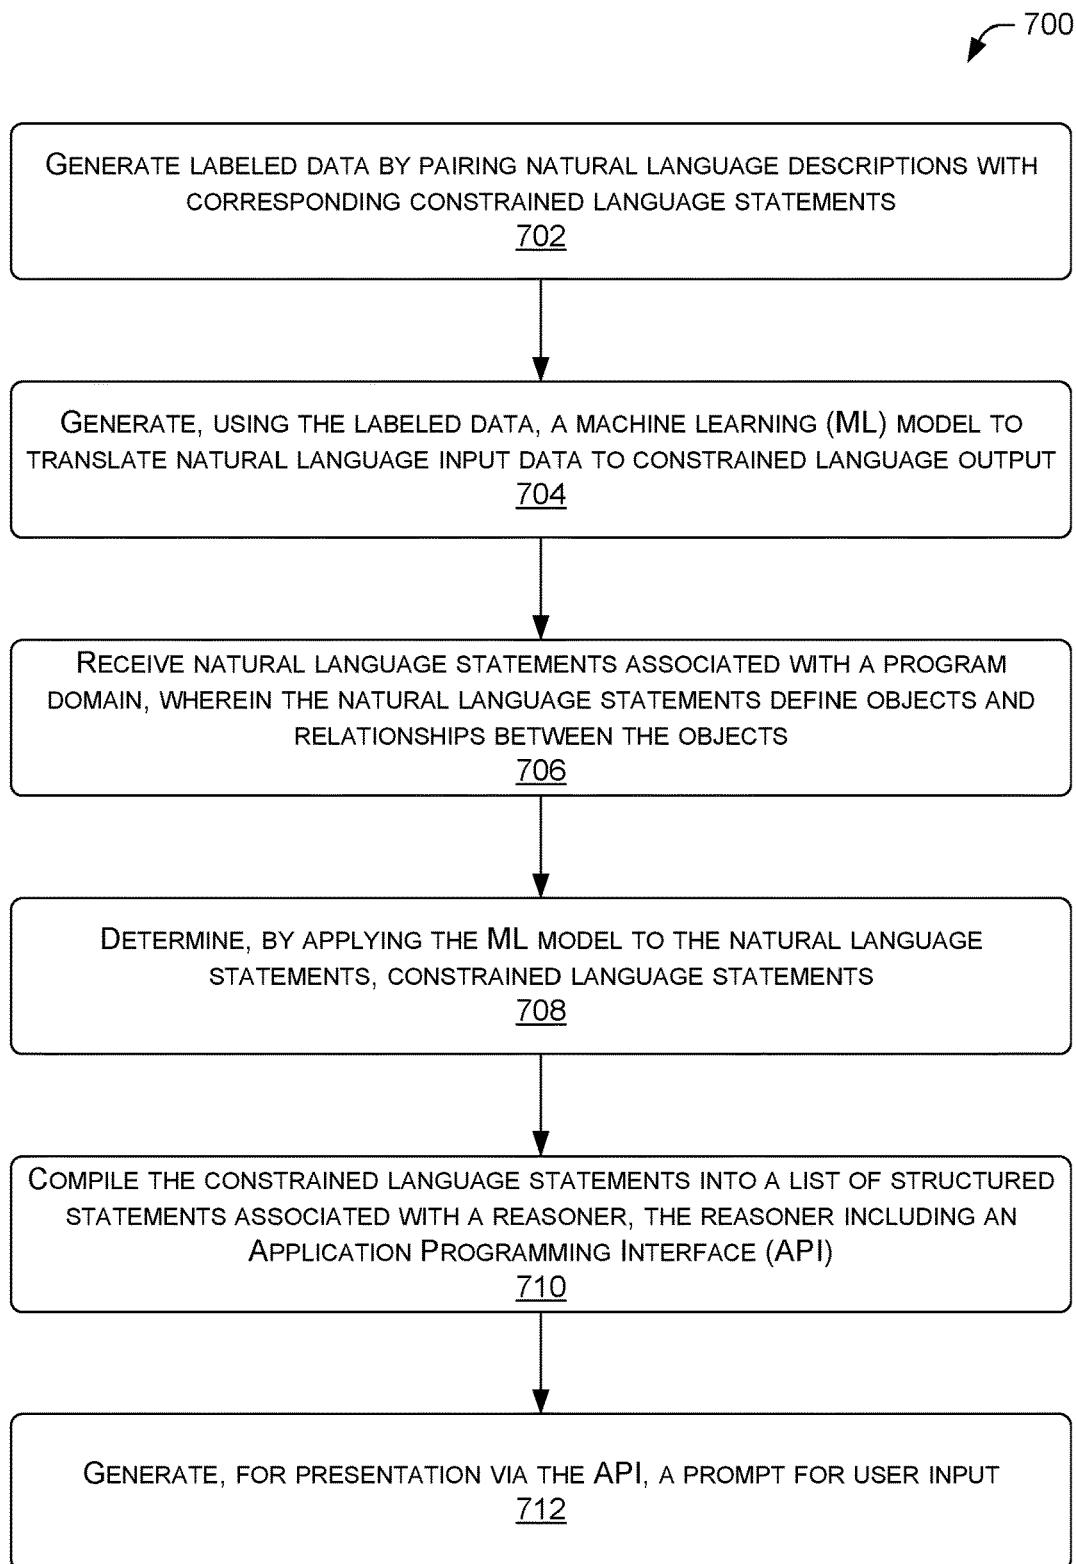 700
GENERATE LABELED DATA BY PAIRING NATURAL LANGUAGE DESCRIPTIONS WITH
CORRESPONDING CONSTRAINED LANGUAGE STATEMENTS
702
GENERATE, USING THE LABELED DATA, A MACHINE LEARNING (ML) MODEL TO
TRANSLATE NATURAL LANGUAGE INPUT DATA TO CONSTRAINED LANGUAGE OUTPUT
704
RECEIVE NATURAL LANGUAGE STATEMENTS ASSOCIATED WITH A PROGRAM
DOMAIN, WHEREIN THE NATURAL LANGUAGE STATEMENTS DEFINE OBJECTS AND
RELATIONSHIPS BETWEEN THE OBJECTS
706
DETERMINE, BY APPLYING THE ML MODEL TO THE NATURAL LANGUAGE
STATEMENTS, CONSTRAINED LANGUAGE STATEMENTS
708
COMPILE THE CONSTRAINED LANGUAGE STATEMENTS INTO A LIST OF STRUCTURED
STATEMENTS ASSOCIATED WITH A REASONER, THE REASONER INCLUDING AN
APPLICATION PROGRAMMING INTERFACE (API)
710
GENERATE, FOR PRESENTATION VIA THE API, A PROMPT FOR USER INPUT
712